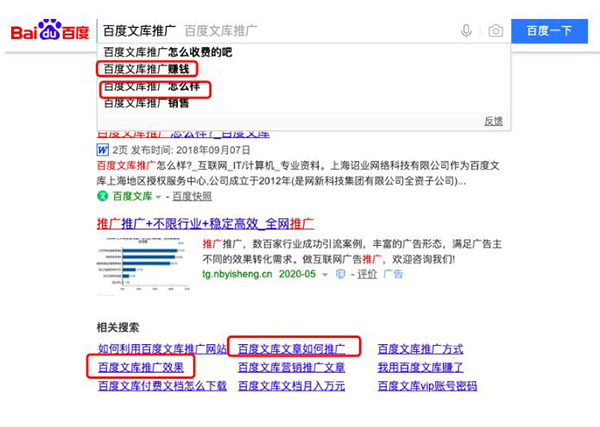 Bai du 百度
百度文库推广 百度文库推广
百度一下
百度文库推广怎么收费的吧
百度文库推广赚钱
百度文库推广怎么样
百度文库推广销售
反馈
百度文库推广怎么样?_百度文库
W 2页 发布时间: 2018年09月07日
百度文库推广怎么样?_互联网_IT/计算机_专业资料。上海诏业网络科技有限公司作为百度文
库上海地区授权服务中心,公司成立于2012年(是网新科技集团有限公司全资子公司)...
百度文库 - 百度快照
推广推广+不限行业+稳定高效_全网推广
推广推广，数百家行业成功引流案例，丰富的广告形态，满足广告主
不同的效果转化需求。做互联网广告推广，欢迎咨询我们!
tg.nbyisheng.cn 2020-05 - 评价 广告
相关搜索
如何利用百度文库推广网站 百度文库文章如何推广 百度文库推广方式
百度文库推广效果 百度文库营销推广文章 我用百度文库赚了
百度文库付费文档怎么下载 百度文库文档月入万元 百度文库vip账号密码